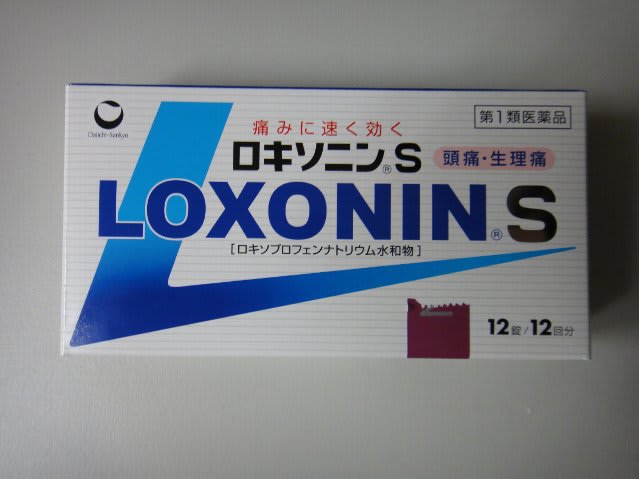 Daiichi-Sankyo
痛みに速く効く
第1類医薬品
ロキソニン®S
頭痛・生理痛
LOXONIN®S
[ロキソプロフェンナトリウム水和物]
12錠/12回分